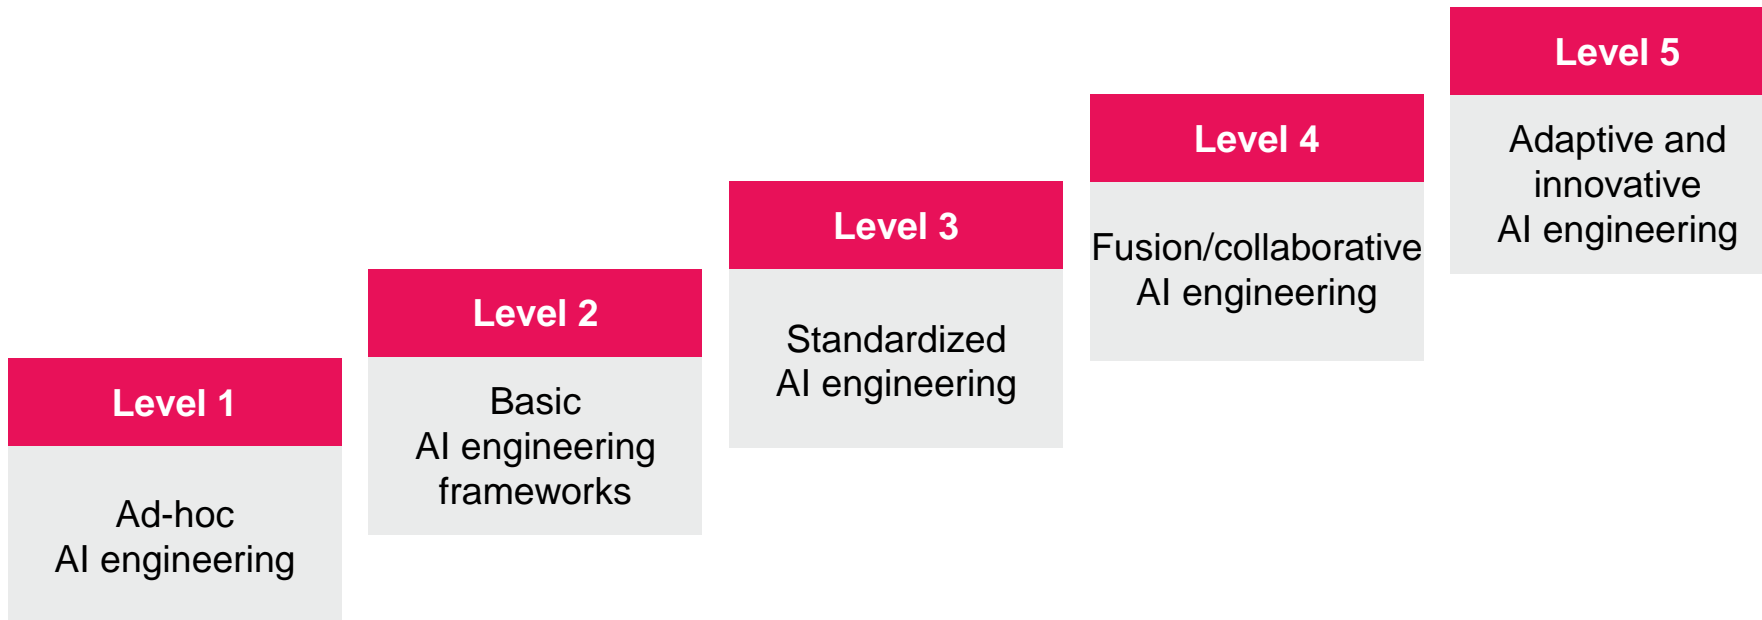 Level 1
Ad-hoc
AI engineering
Level 2
Basic
AI engineering
frameworks
Level 3
Standardized
AI engineering
Level 4
Fusion/collaborative
AI engineering
Level 5
Adaptive and
innovative
AI engineering